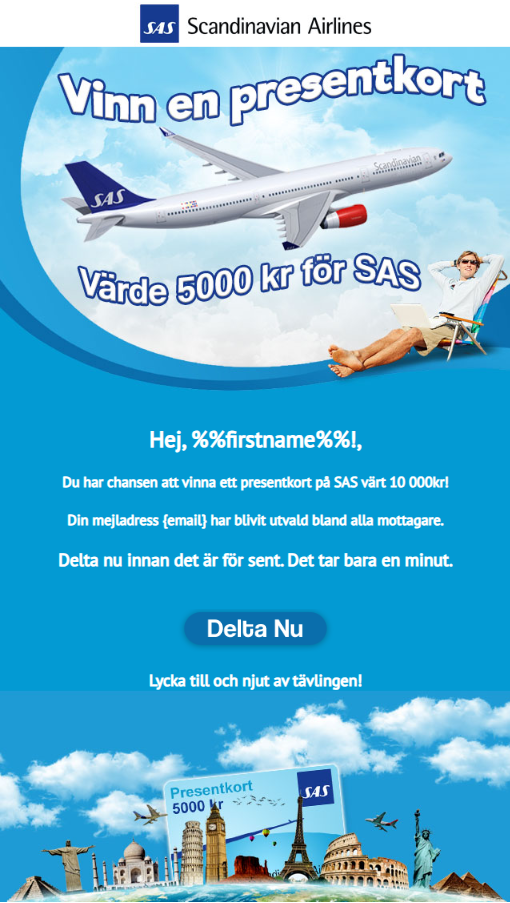 SAS Scandinavian Airlines
Vinn en presentkort
Scandinavian
SAS
Värde 5000 kr för SAS
Hej, %%firstname%%!,
Du har chansen att vinna ett presentkort på SAS värt 10 000kr!
Din mejladress {email} har blivit utvald bland alla mottagare.
Delta nu innan det är för sent. Det tar bara en minut.
Delta Nu
Lycka till och njut av tävlingen!
Presentkort
5000 kr
SAS